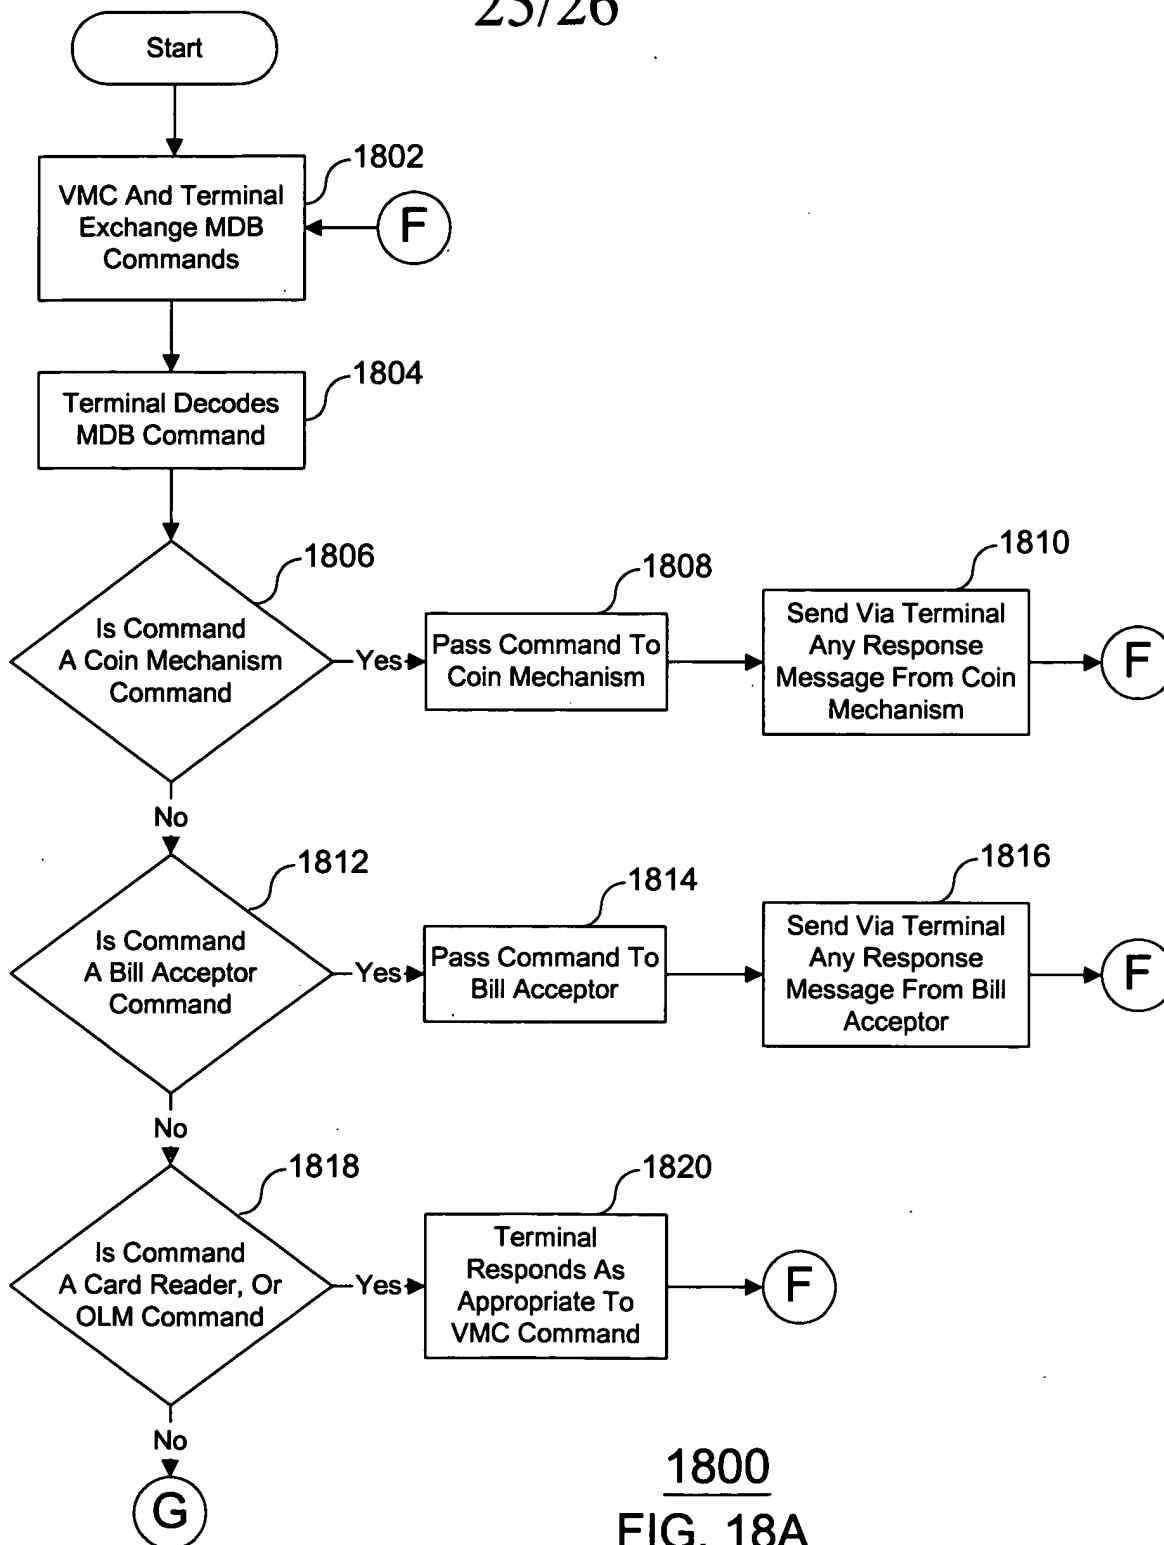 25/26
Start
1802
VMC And Terminal
Exchange MDB
Commands
F
1804
Terminal Decodes
MDB Command
1806
Is Command
A Coin Mechanism
Command
Yes
1808
Pass Command To
Coin Mechanism
1810
Send Via Terminal
Any Response
Message From Coin
Mechanism
F
No
1812
Is Command
A Bill Acceptor
Command
Yes
1814
Pass Command To
Bill Acceptor
1816
Send Via Terminal
Any Response
Message From Bill
Acceptor
F
No
1818
Is Command
A Card Reader, Or
OLM Command
Yes
1820
Terminal
Responds As
Appropriate To
VMC Command
F
No
G
1800
FIG. 18A